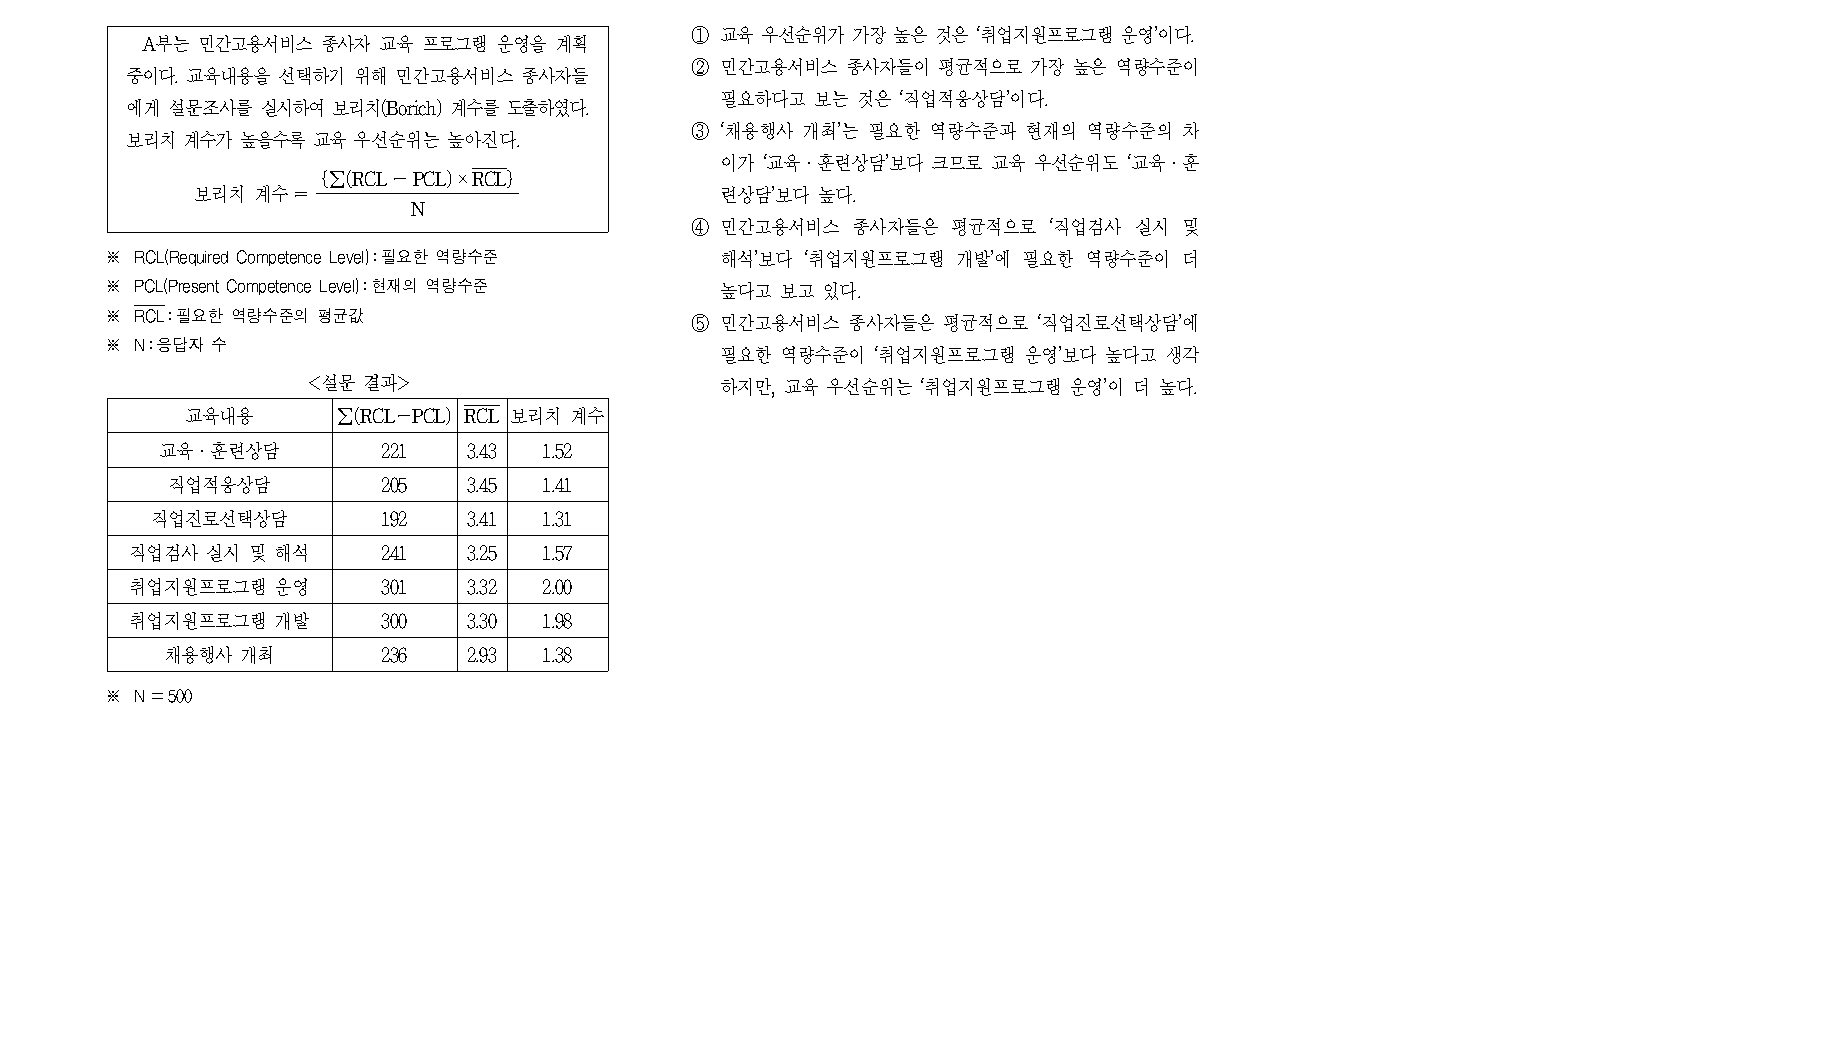 A부는 민간고용서비스 종사자 교육 프로그램 운영을 계획
중이다. 교육내용을 선택하기 위해 민간고용서비스 종사자들
에게 설문조사를 실시하여 보리치(Borich) 계수를 도출하였다.
보리치 계수가 높을수록 교육 우선순위는 높아진다.
보리치 계수 = {∑(RCL − PCL) × R̅C̅L̅} / N
※ RCL(Required Competence Level) : 필요한 역량수준
※ PCL(Present Competence Level) : 현재의 역량수준
※ R̅C̅L̅ : 필요한 역량수준의 평균값
※ N : 응답자 수
<설문 결과>
교육내용 ∑(RCL−PCL) R̅C̅L̅ 보리치 계수
교육 · 훈련상담 221 3.43 1.52
직업적응상담 205 3.45 1.41
직업진로선택상담 192 3.41 1.31
직업검사 실시 및 해석 241 3.25 1.57
취업지원프로그램 운영 301 3.32 2.00
취업지원프로그램 개발 300 3.30 1.98
채용행사 개최 236 2.93 1.38
※ N = 500
① 교육 우선순위가 가장 높은 것은 ‘취업지원프로그램 운영’이다.
② 민간고용서비스 종사자들이 평균적으로 가장 높은 역량수준이
필요하다고 보는 것은 ‘직업적응상담’이다.
③ ‘채용행사 개최’는 필요한 역량수준과 현재의 역량수준의 차
이가 ‘교육 · 훈련상담’보다 크므로 교육 우선순위도 ‘교육 · 훈
련상담’보다 높다.
④ 민간고용서비스 종사자들은 평균적으로 ‘직업검사 실시 및
해석’보다 ‘취업지원프로그램 개발’에 필요한 역량수준이 더
높다고 보고 있다.
⑤ 민간고용서비스 종사자들은 평균적으로 ‘직업진로선택상담’에
필요한 역량수준이 ‘취업지원프로그램 운영’보다 높다고 생각
하지만, 교육 우선순위는 ‘취업지원프로그램 운영’이 더 높다.